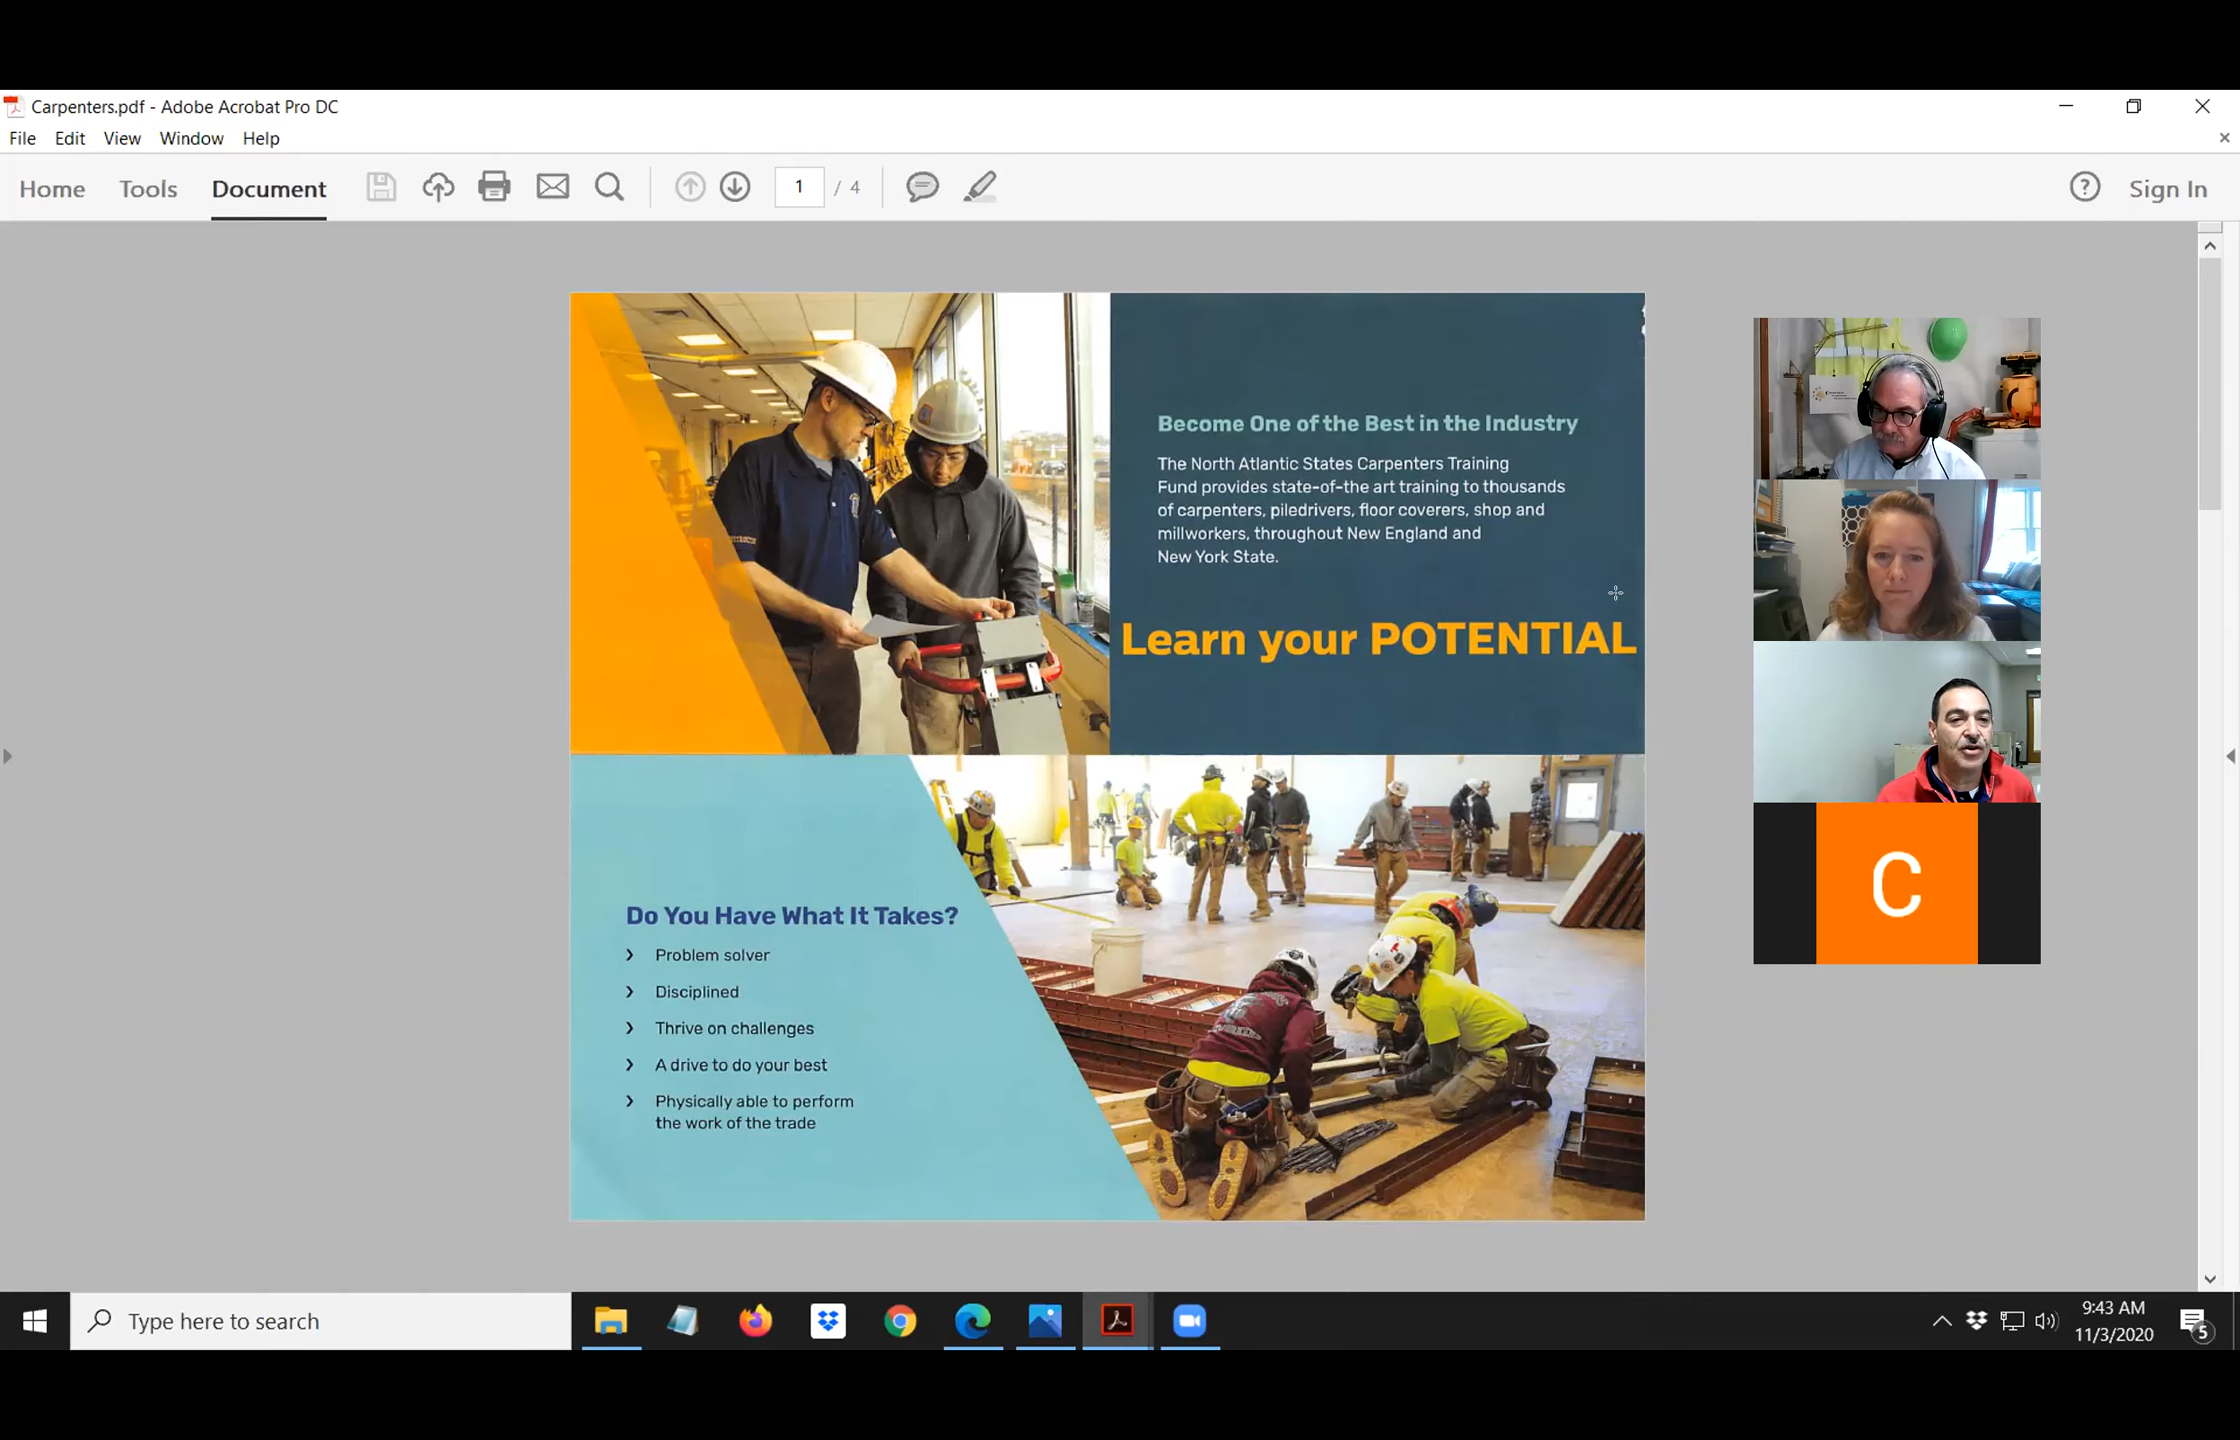 Carpenters.pdf - Adobe Acrobat Pro DC
File Edit View Window Help
Home Tools Document 1 / 4 Sign In
Become One of the Best in the Industry
The North Atlantic States Carpenters Training
Fund provides state-of-the art training to thousands
of carpenters, piledrivers, floor coverers, shop and
millworkers, throughout New England and
New York State.
Learn your POTENTIAL
Do You Have What It Takes?
Problem solver
Disciplined
Thrive on challenges
A drive to do your best
Physically able to perform
the work of the trade
C
Type here to search
9:43 AM
11/3/2020
5